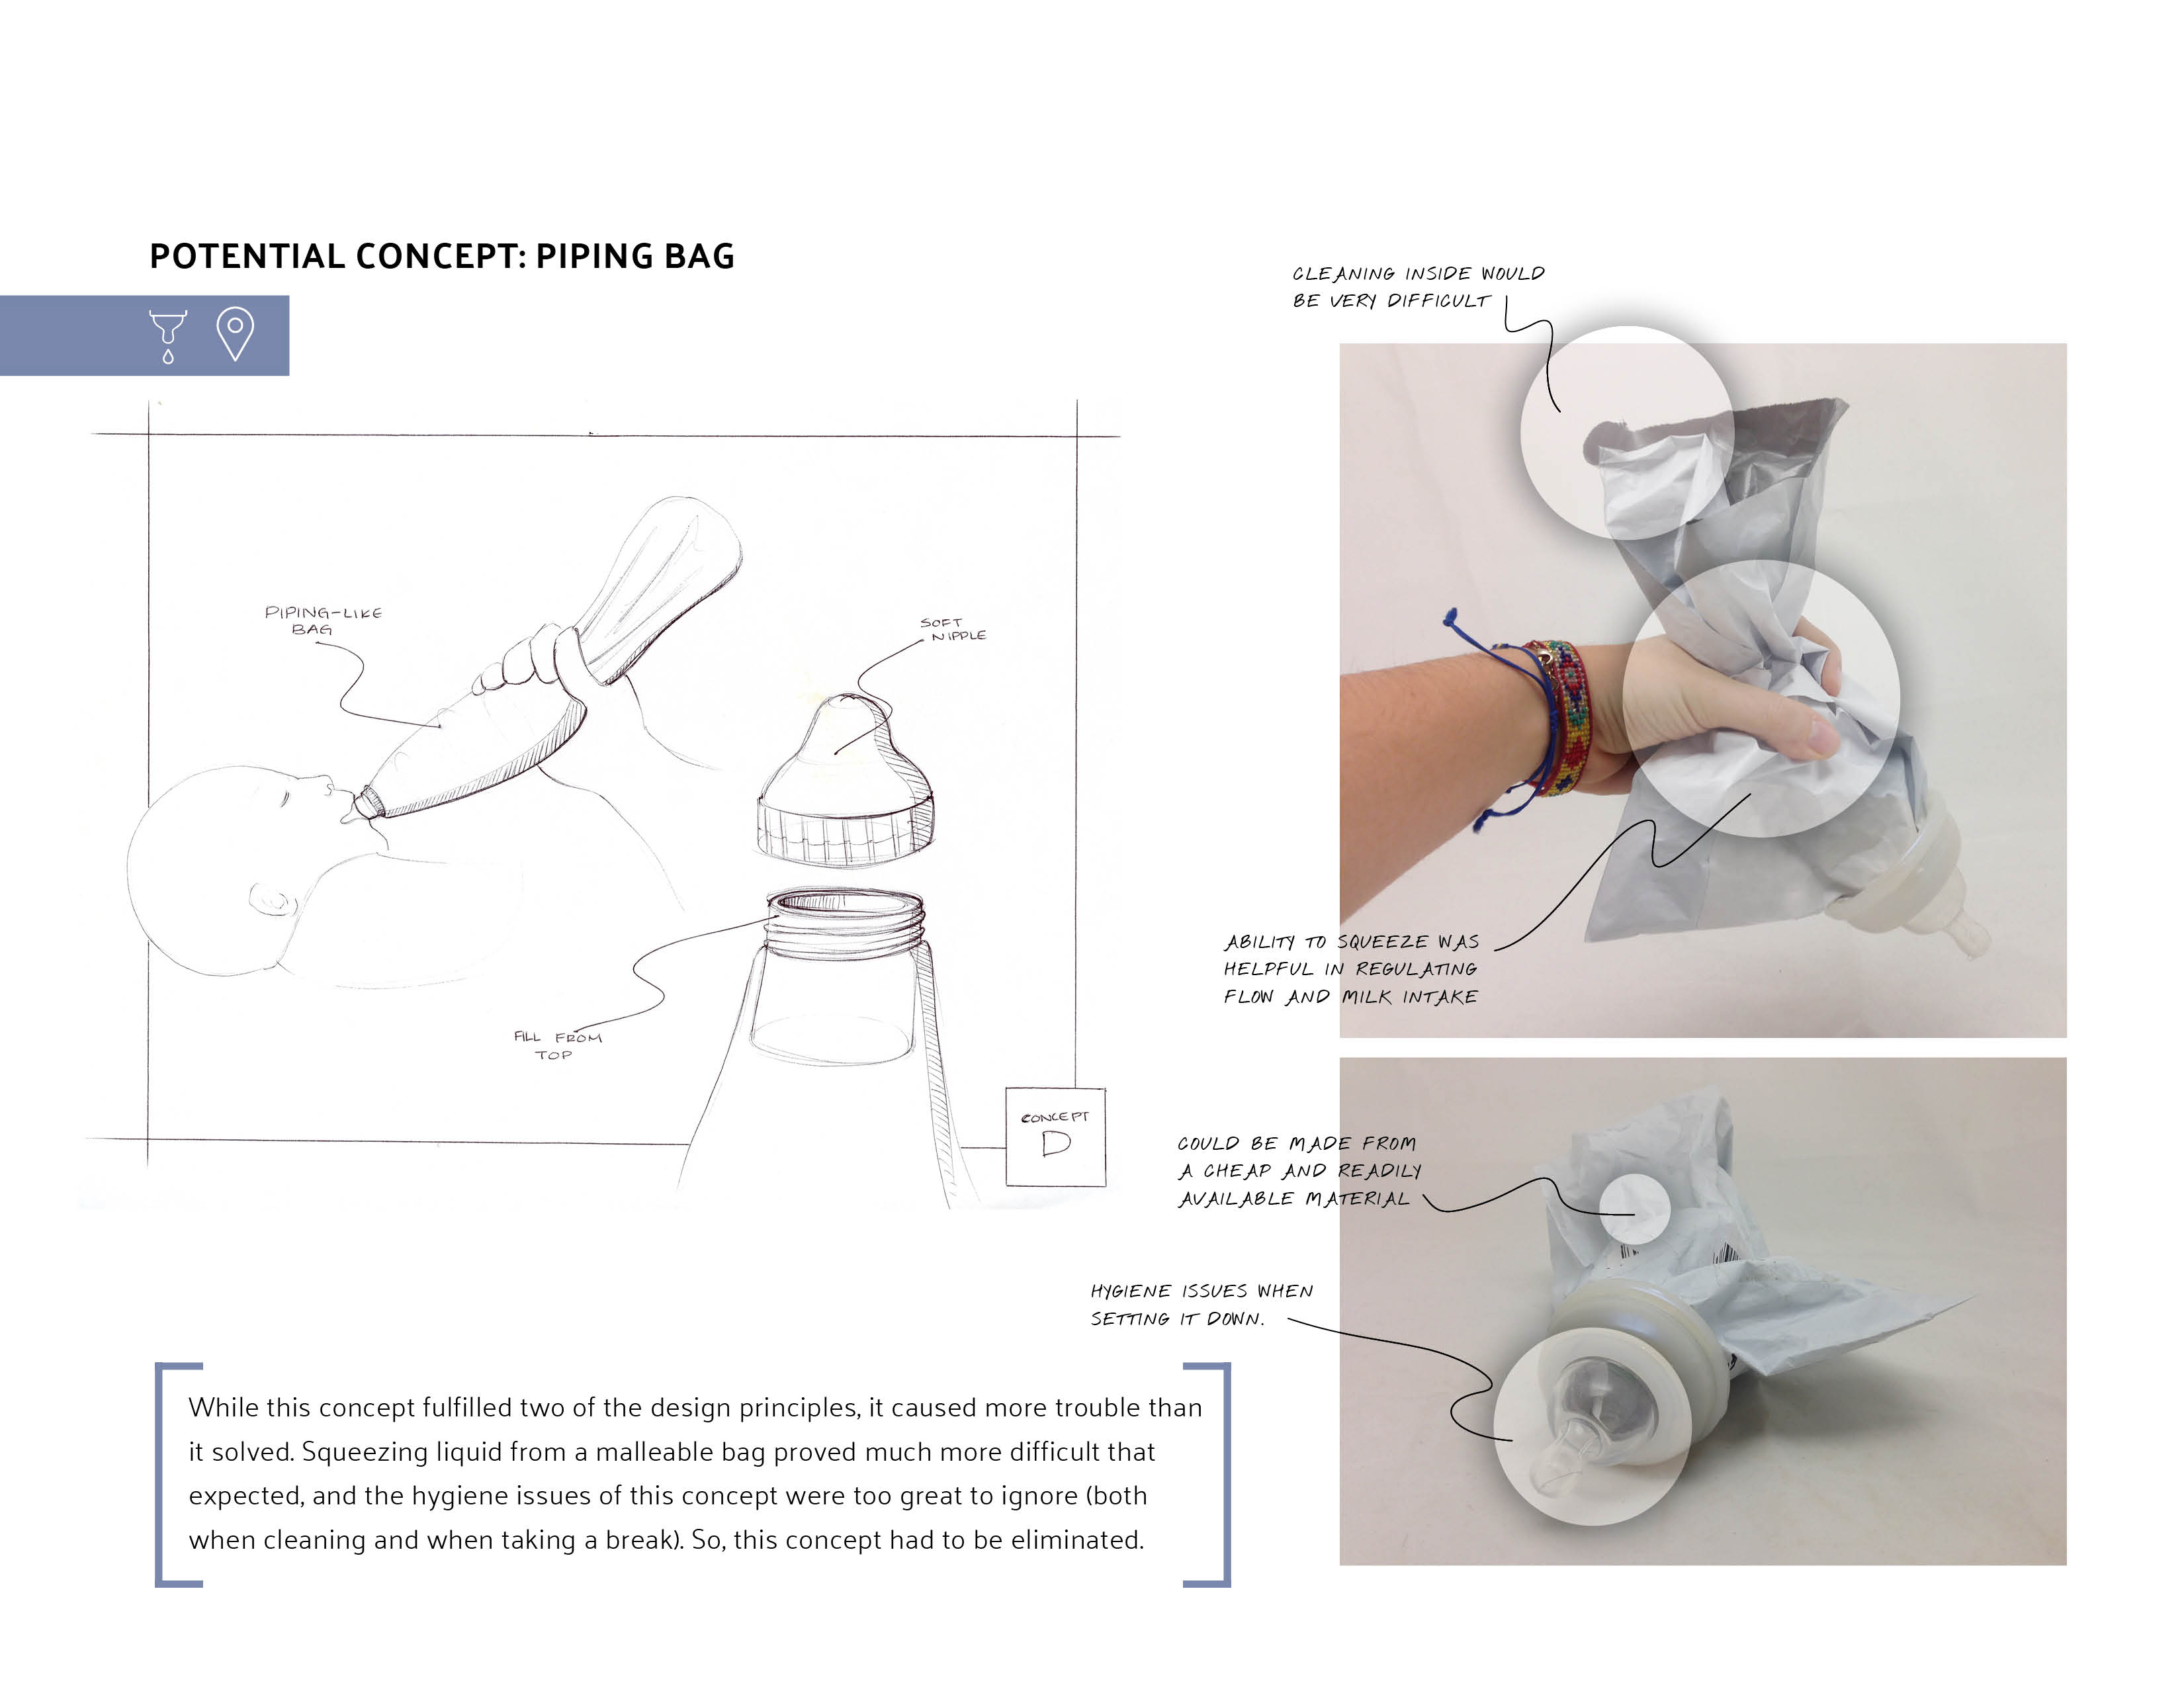 POTENTIAL CONCEPT: PIPING BAG
PIPING-LIKE
BAG
SOFT
NIPPLE
FILL FROM
TOP
CONCEPT
D
CLEANING INSIDE WOULD
BE VERY DIFFICULT
ABILITY TO SQUEEZE WAS
HELPFUL IN REGULATING
FLOW AND MILK INTAKE
COULD BE MADE FROM
A CHEAP AND READILY
AVAILABLE MATERIAL
HYGIENE ISSUES WHEN
SETTING IT DOWN.
While this concept fulfilled two of the design principles, it caused more trouble than
it solved. Squeezing liquid from a malleable bag proved much more difficult that
expected, and the hygiene issues of this concept were too great to ignore (both
when cleaning and when taking a break). So, this concept had to be eliminated.